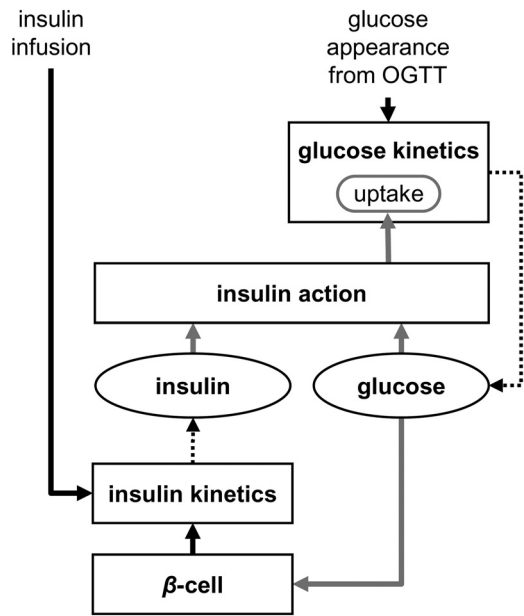 insulin
infusion
glucose
appearance
from OGTT
glucose kinetics
uptake
insulin action
insulin
glucose
insulin kinetics
β-cell